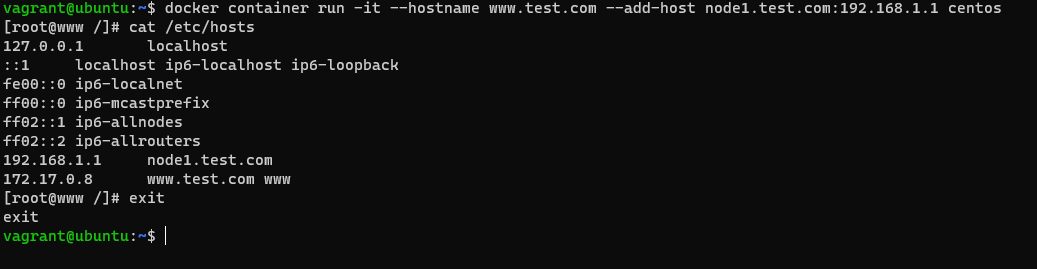 vagrant@ubuntu:~$ docker container run -it --hostname www.test.com --add-host node1.test.com:192.168.1.1 centos
[root@www /]# cat /etc/hosts
127.0.0.1       localhost
::1     localhost ip6-localhost ip6-loopback
fe00::0 ip6-localnet
ff00::0 ip6-mcastprefix
ff02::1 ip6-allnodes
ff02::2 ip6-allrouters
192.168.1.1     node1.test.com
172.17.0.8      www.test.com www
[root@www /]# exit
exit
vagrant@ubuntu:~$